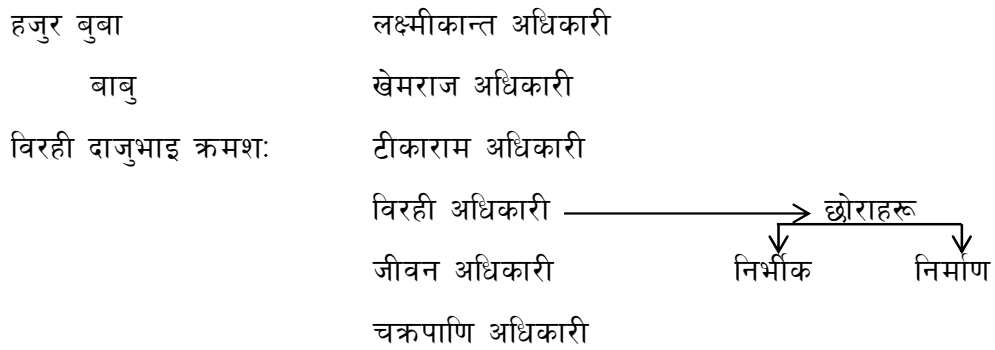 हजुर बुबा लक्ष्मीकान्त अधिकारी
बाबु खेमराज अधिकारी
विरही दाजुभाइ क्रमशः टीकाराम अधिकारी
विरही अधिकारी छोराहरू
जीवन अधिकारी निर्भीक निर्माण
चक्रपाणि अधिकारी